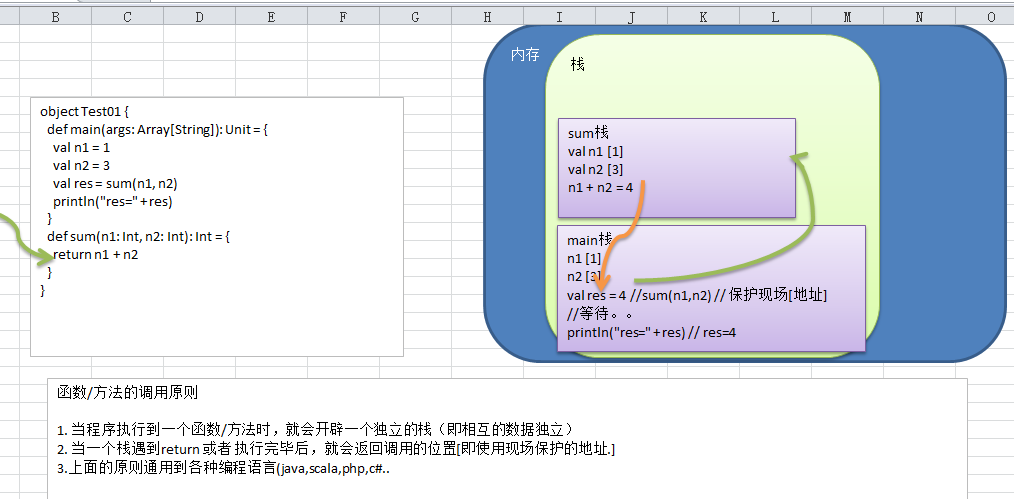 B C D E F G H I J K L M N O
object Test01 {
def main(args: Array[String]): Unit = {
val n1 = 1
val n2 = 3
val res = sum(n1, n2)
println("res=" + res)
}
def sum(n1: Int, n2: Int): Int = {
return n1 + n2
}
}
内存
栈
sum栈
val n1 [1]
val n2 [3]
n1 + n2 = 4
main栈
n1 [1]
n2 [3]
val res = 4 //sum(n1,n2) // 保护现场[地址]
//等待。。
println("res=" + res) // res=4
函数/方法的调用原则
1. 当程序执行到一个函数/方法时，就会开辟一个独立的栈（即相互的数据独立）
2. 当一个栈遇到return 或者 执行完毕后，就会返回调用的位置[即使用现场保护的地址.]
3.上面的原则通用到各种编程语言(java,scala,php,c#..